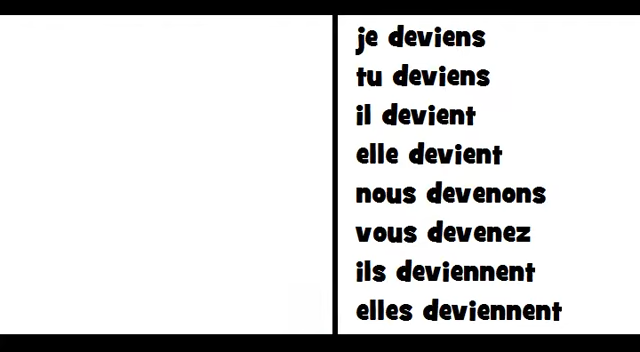 je deviens
tu deviens
il devient
elle devient
nous devenons
vous devenez
ils deviennent
elles deviennent